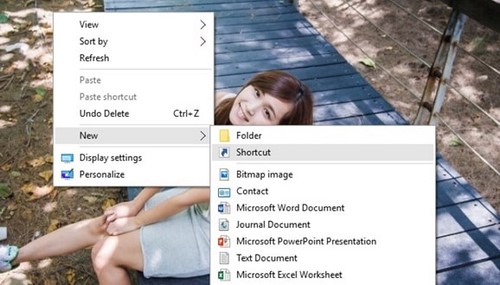 View
Sort by
Refresh
Paste
Paste shortcut
Undo Delete Ctrl+Z
New
Display settings
Personalize
Folder
Shortcut
Bitmap image
Contact
Microsoft Word Document
Journal Document
Microsoft PowerPoint Presentation
Text Document
Microsoft Excel Worksheet